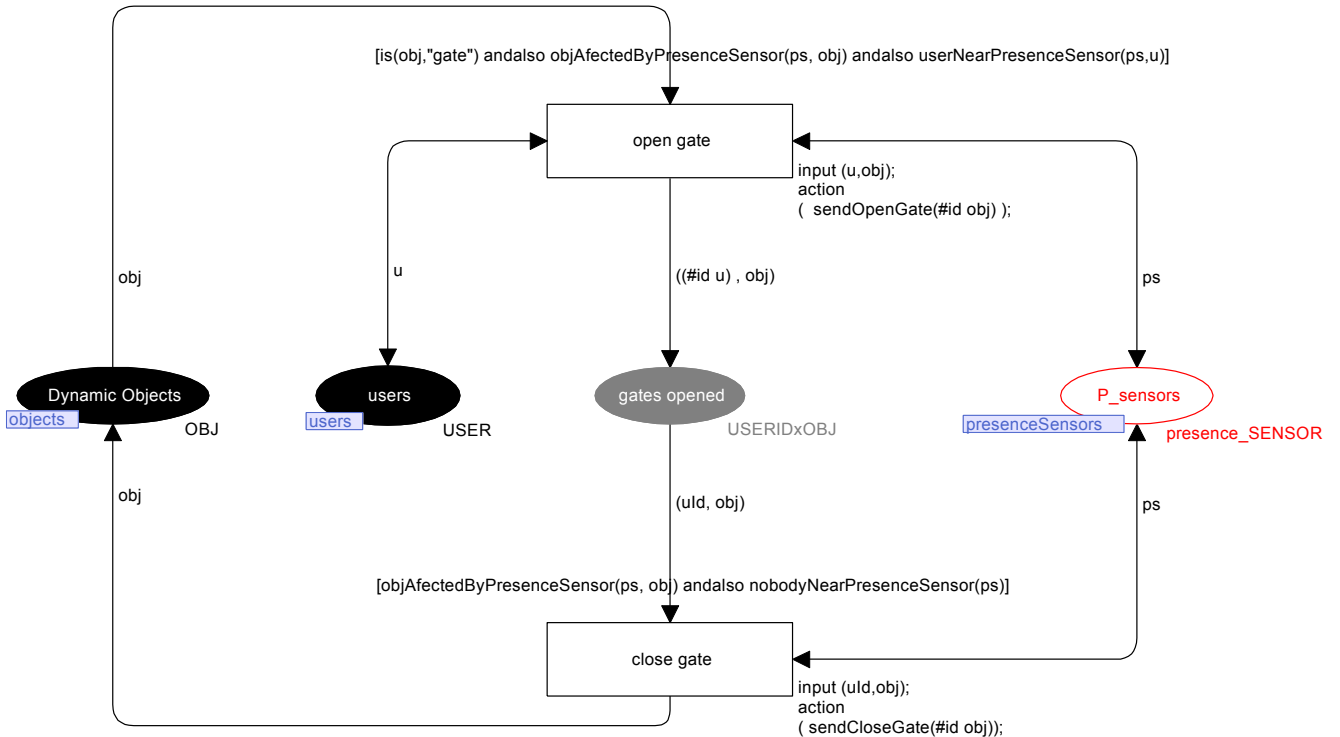 [is(obj,"gate") andalso objAfectedByPresenceSensor(ps, obj) andalso userNearPresenceSensor(ps,u)]
open gate
input (u,obj);
action
( sendOpenGate(#id obj) );
obj
u
((#id u) , obj)
ps
Dynamic Objects
objects
OBJ
users
users
USER
gates opened
USERIDxOBJ
P_sensors
presenceSensors
presence_SENSOR
obj
(uId, obj)
ps
[objAfectedByPresenceSensor(ps, obj) andalso nobodyNearPresenceSensor(ps)]
close gate
input (uId,obj);
action
( sendCloseGate(#id obj));